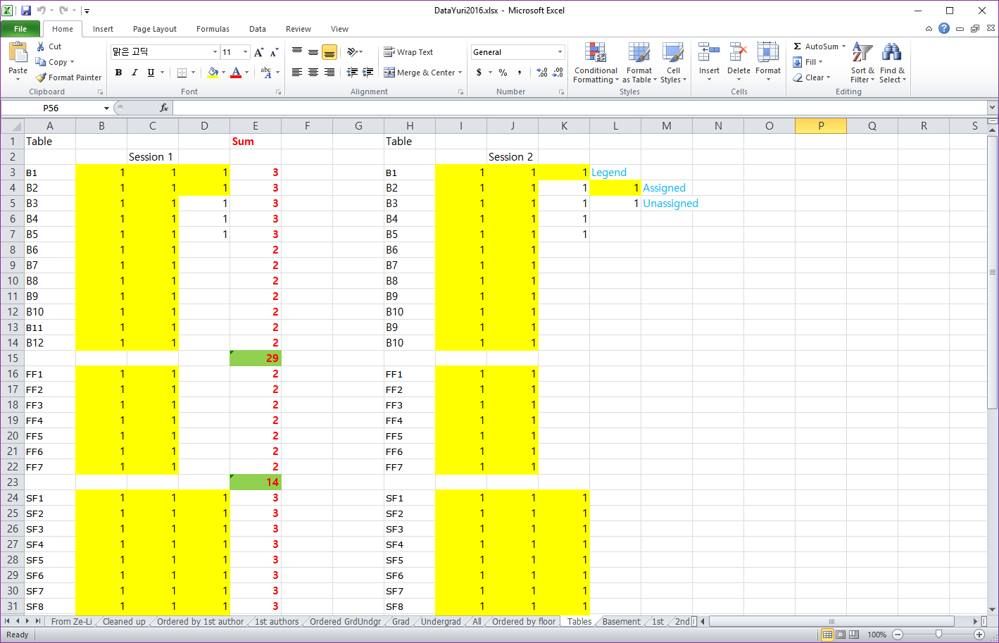 DataYuri2016.xlsx - Microsoft Excel
File Home Insert Page Layout Formulas Data Review View
Paste Cut Copy Format Painter Clipboard
맑은 고딕 11 B I U Font
Wrap Text Merge & Center Alignment
General $ % , Number
Conditional Formatting Format as Table Cell Styles Styles
Insert Delete Format Cells
Σ AutoSum Fill Clear Sort & Filter Find & Select Editing
P56 fx
A B C D E F G H I J K L M N O P Q R S
1 Table Sum Table
2 Session 1 Session 2
3 B1 1 1 1 3 B1 1 1 1 Legend
4 B2 1 1 1 3 B2 1 1 1 1 Assigned
5 B3 1 1 1 3 B3 1 1 1 1 Unassigned
6 B4 1 1 1 3 B4 1 1 1
7 B5 1 1 1 3 B5 1 1 1
8 B6 1 1 2 B6 1 1
9 B7 1 1 2 B7 1 1
10 B8 1 1 2 B8 1 1
11 B9 1 1 2 B9 1 1
12 B10 1 1 2 B10 1 1
13 B11 1 1 2 B9 1 1
14 B12 1 1 2 B10 1 1
15 29
16 FF1 1 1 2 FF1 1 1
17 FF2 1 1 2 FF2 1 1
18 FF3 1 1 2 FF3 1 1
19 FF4 1 1 2 FF4 1 1
20 FF5 1 1 2 FF5 1 1
21 FF6 1 1 2 FF6 1 1
22 FF7 1 1 2 FF7 1 1
23 14
24 SF1 1 1 1 3 SF1 1 1 1
25 SF2 1 1 1 3 SF2 1 1 1
26 SF3 1 1 1 3 SF3 1 1 1
27 SF4 1 1 1 3 SF4 1 1 1
28 SF5 1 1 1 3 SF5 1 1 1
29 SF6 1 1 1 3 SF6 1 1 1
30 SF7 1 1 1 3 SF7 1 1 1
31 SF8 1 1 1 3 SF8 1 1 1
From Ze-Li Cleaned up Ordered by 1st author 1st authors Ordered GrdUndgr Grad Undergrad All Ordered by floor Tables Basement 1st 2nd
Ready 100%